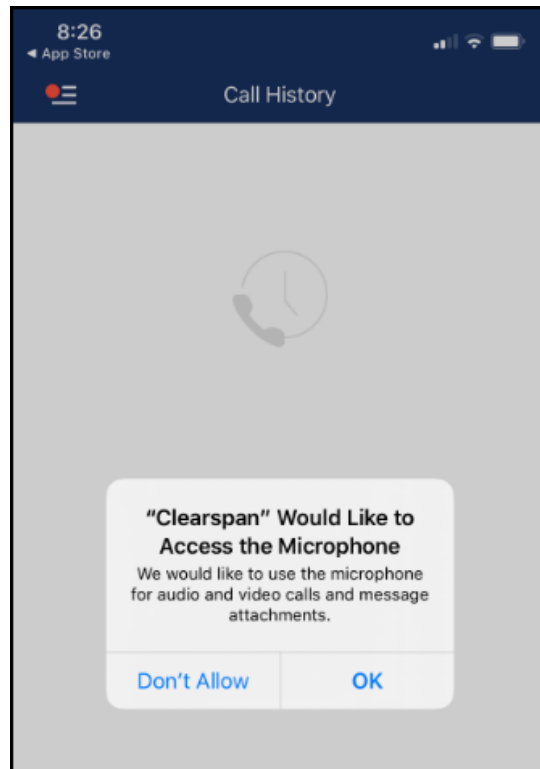 8:26
◀ App Store
Call History
“Clearspan” Would Like to
Access the Microphone
We would like to use the microphone
for audio and video calls and message
attachments.
Don’t Allow
OK